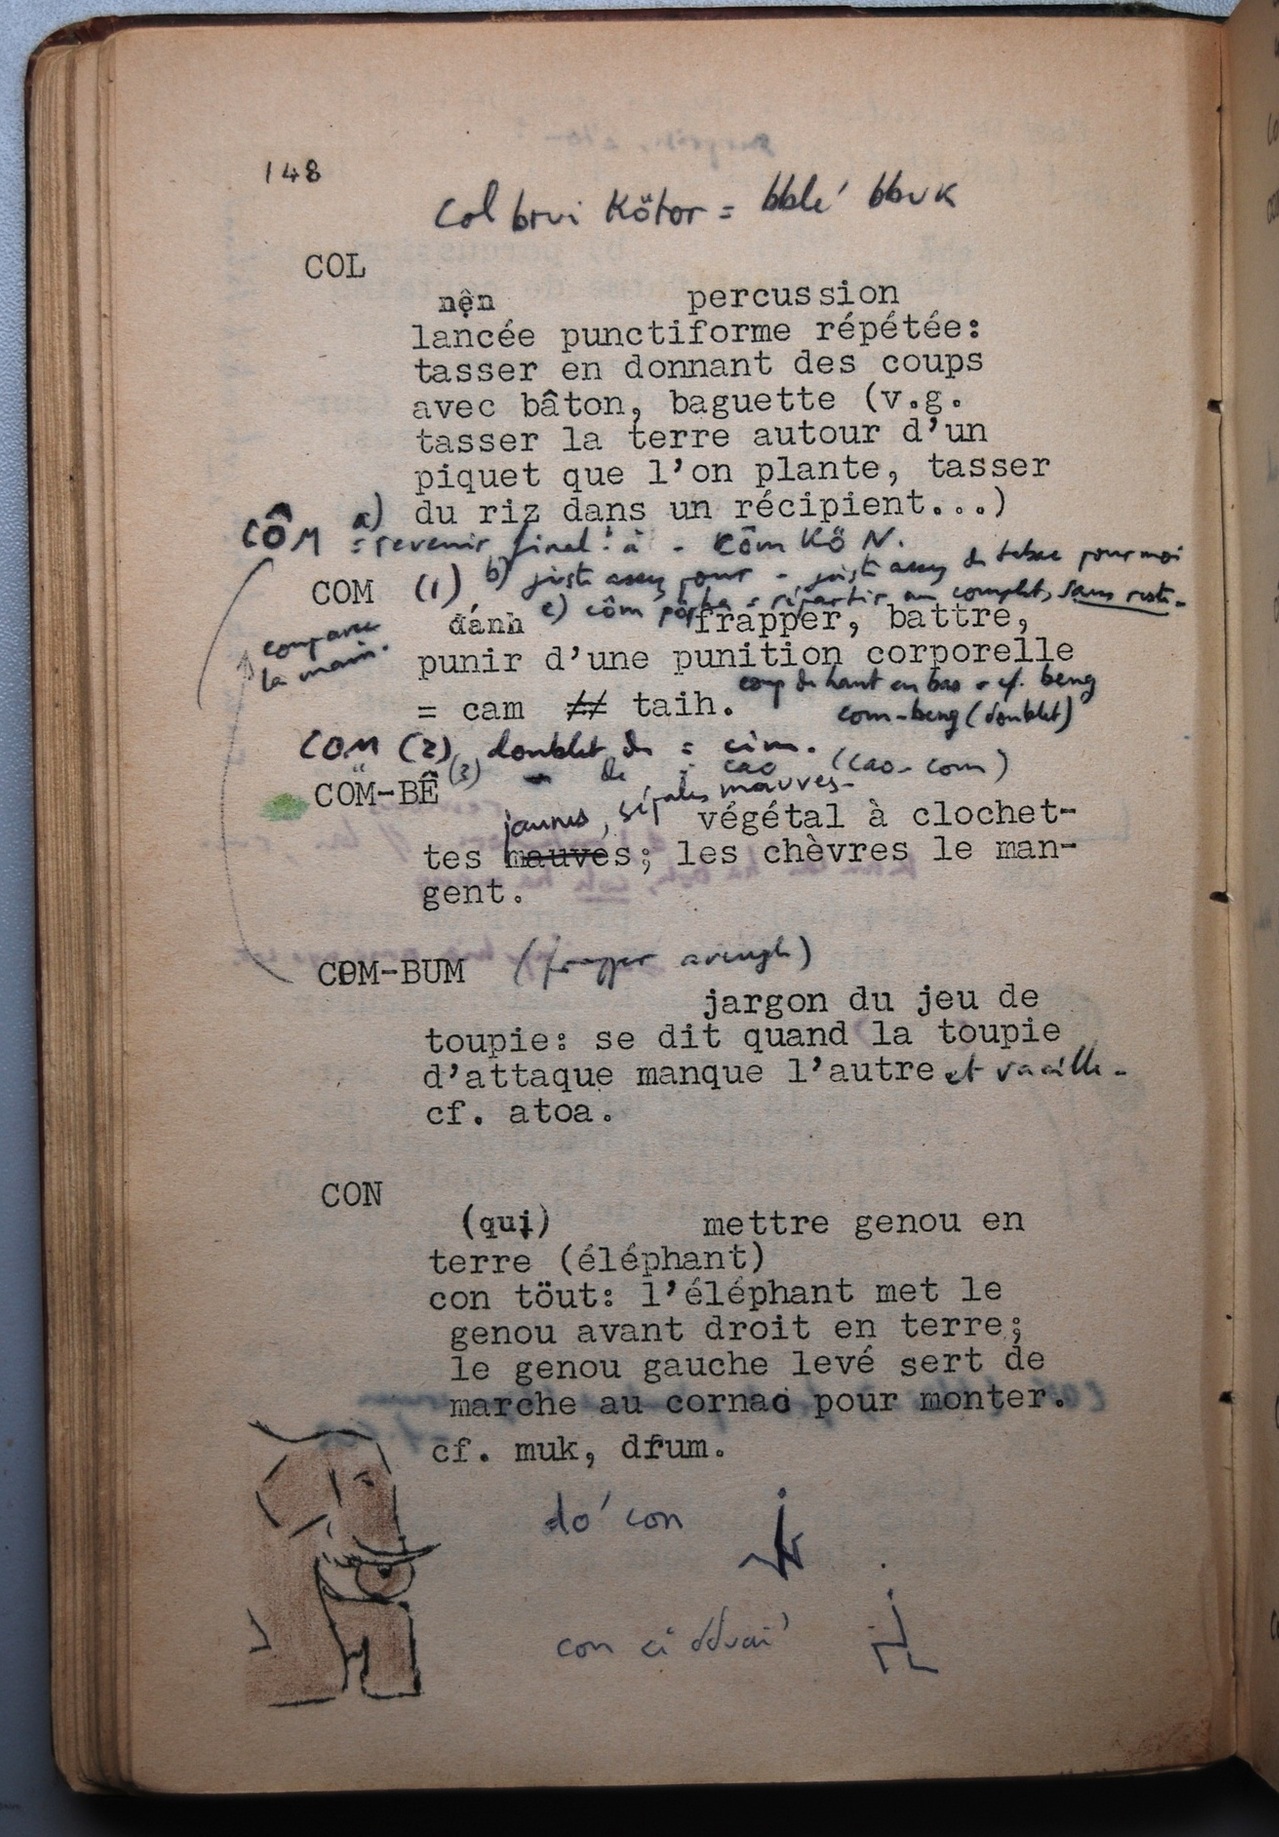 148
col brui Kötor = bblé bbuk
COL
nện percussion
lancée punctiforme répétée:
tasser en donnant des coups
avec bâton, baguette (v.g.
tasser la terre autour d'un
piquet que l'on plante, tasser
du riz dans un récipient...)
CÔM a) = revenir final! à - côm Kö N.
b) juste assez pour - juste assez de tabac pour moi
COM (1)
c) côm pôrba = répartir au complet, sans reste-
đánh frapper, battre,
coup avec
la main.
punir d'une punition corporelle
coup de haut en bas - cf. beng
= cam ≠ taih.
com-beng (doublet)
COM (2), doublet de = cim.
(3) - de : cao (cao-com)
CÖM-BÊ
jaunes, sépales mauves-
végétal à clochet-
tes mauves; les chèvres le man-
gent.
COM-BUM (frapper aveugle)
jargon du jeu de
toupie: se dit quand la toupie
d'attaque manque l'autre et vacille-
cf. atoa.
CON
(quỉ) mettre genou en
terre (éléphant)
con töut: l'éléphant met le
genou avant droit en terre;
le genou gauche levé sert de
marche au cornac pour monter.
cf. muk, drum.
do' con
con ci dduai'